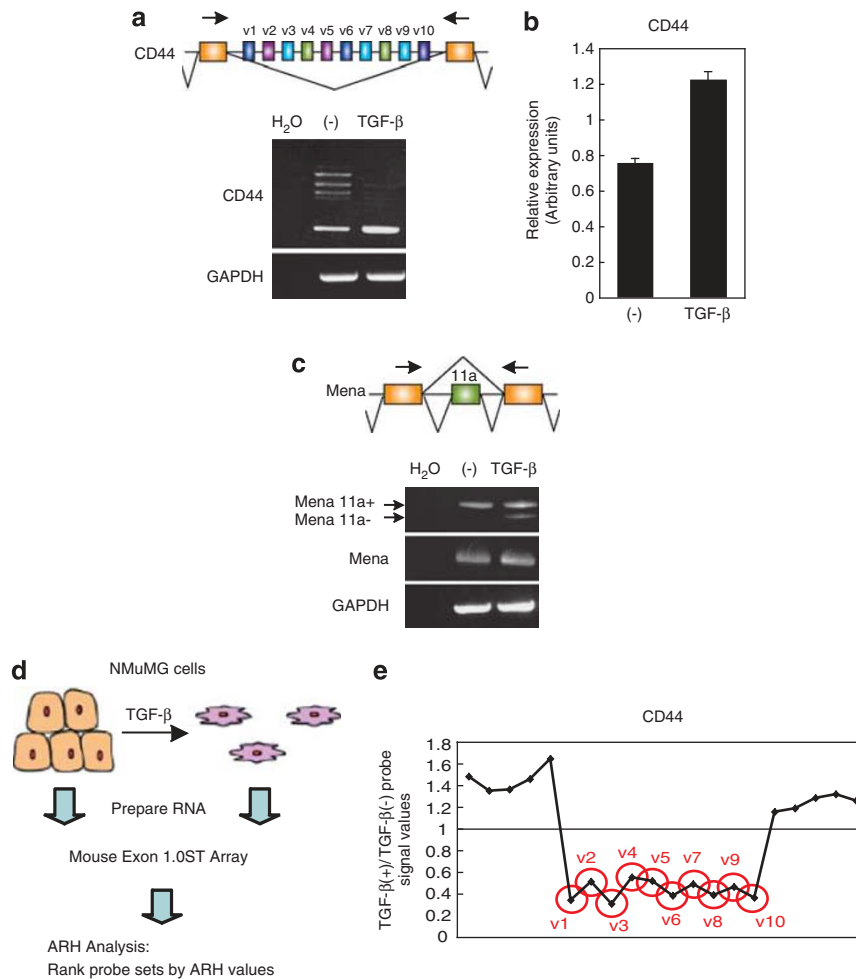 a
v1 v2 v3 v4 v5 v6 v7 v8 v9 v10
CD44
H2O (-) TGF-β
CD44
GAPDH
b
CD44
Relative expression
(Arbitrary units)
1.4
1.2
1
0.8
0.6
0.4
0.2
0
(-) TGF-β
c
11a
Mena
H2O (-) TGF-β
Mena 11a+
Mena 11a-
Mena
GAPDH
d
NMuMG cells
TGF-β
Prepare RNA
Mouse Exon 1.0ST Array
ARH Analysis:
Rank probe sets by ARH values
e
CD44
TGF-β(+)/TGF-β(-) probe
signal values
1.8
1.6
1.4
1.2
1
0.8
0.6
0.4
0.2
0
v1
v2
v3
v4
v5
v6
v7
v8
v9
v10